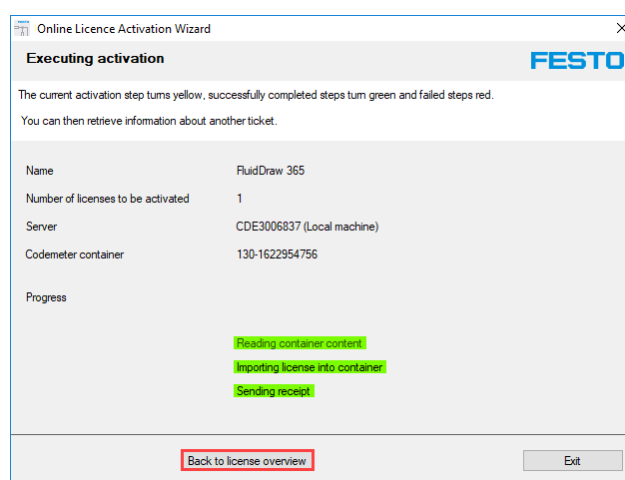 Online Licence Activation Wizard
Executing activation
FESTO
The current activation step turns yellow, successfully completed steps turn green and failed steps red.
You can then retrieve information about another ticket.
Name FluidDraw 365
Number of licenses to be activated 1
Server CDE3006837 (Local machine)
Codemeter container 130-1622954756
Progress
Reading container content
Importing license into container
Sending receipt
Back to license overview
Exit